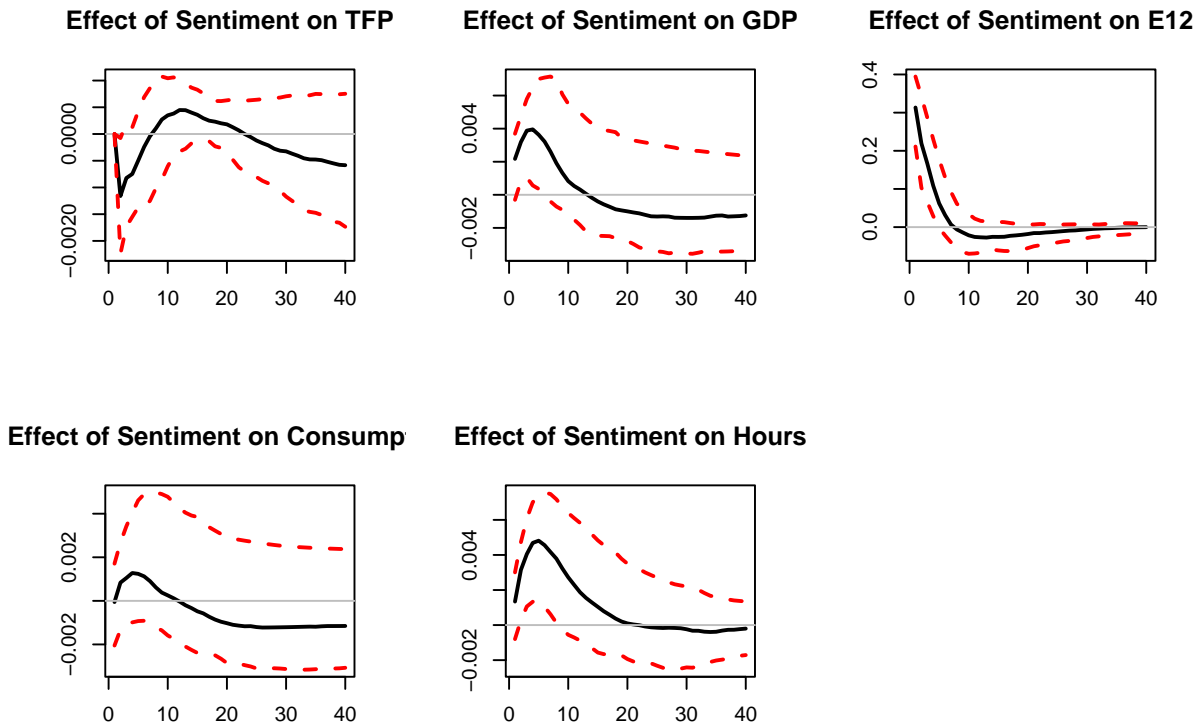 Effect of Sentiment on TFP
Effect of Sentiment on GDP
Effect of Sentiment on E12
0.0000
−0.0020
0 10 20 30 40
0.004
−0.002
0 10 20 30 40
0.4
0.2
0.0
0 10 20 30 40
Effect of Sentiment on Consump
Effect of Sentiment on Hours
0.002
−0.002
0 10 20 30 40
0.004
−0.002
0 10 20 30 40